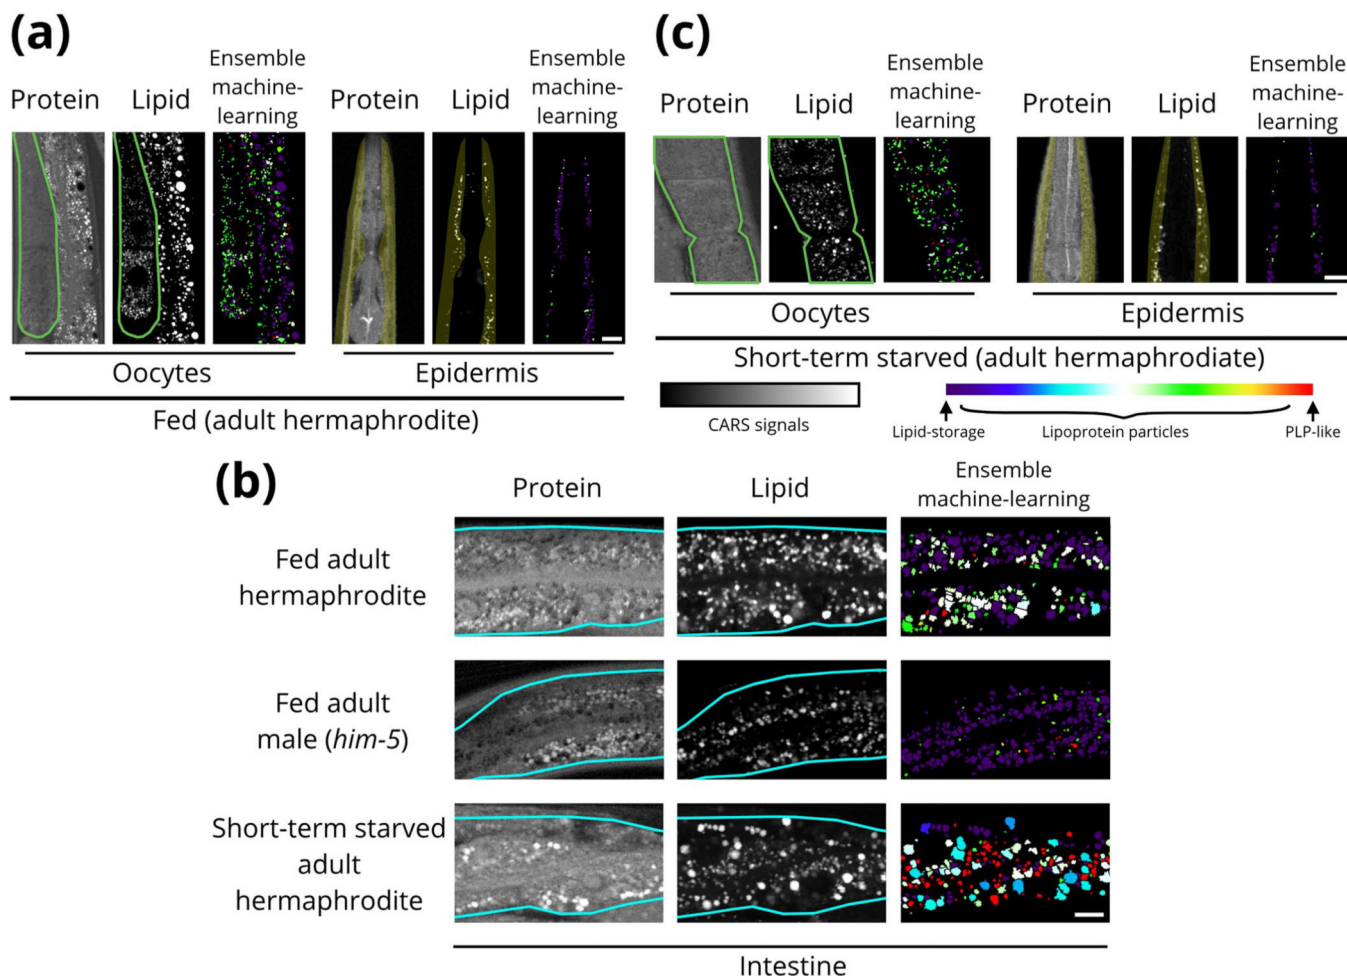 (a)
Protein Lipid Ensemble
machine-
learning
Protein Lipid Ensemble
machine-
learning
Oocytes Epidermis
Fed (adult hermaphrodite)
(c)
Protein Lipid Ensemble
machine-
learning
Protein Lipid Ensemble
machine-
learning
Oocytes Epidermis
Short-term starved (adult hermaphrodiate)
CARS signals
Lipid-storage Lipoprotein particles PLP-like
(b)
Protein Lipid Ensemble
machine-learning
Fed adult
hermaphrodite
Fed adult
male (him-5)
Short-term starved
adult
hermaphrodite
Intestine